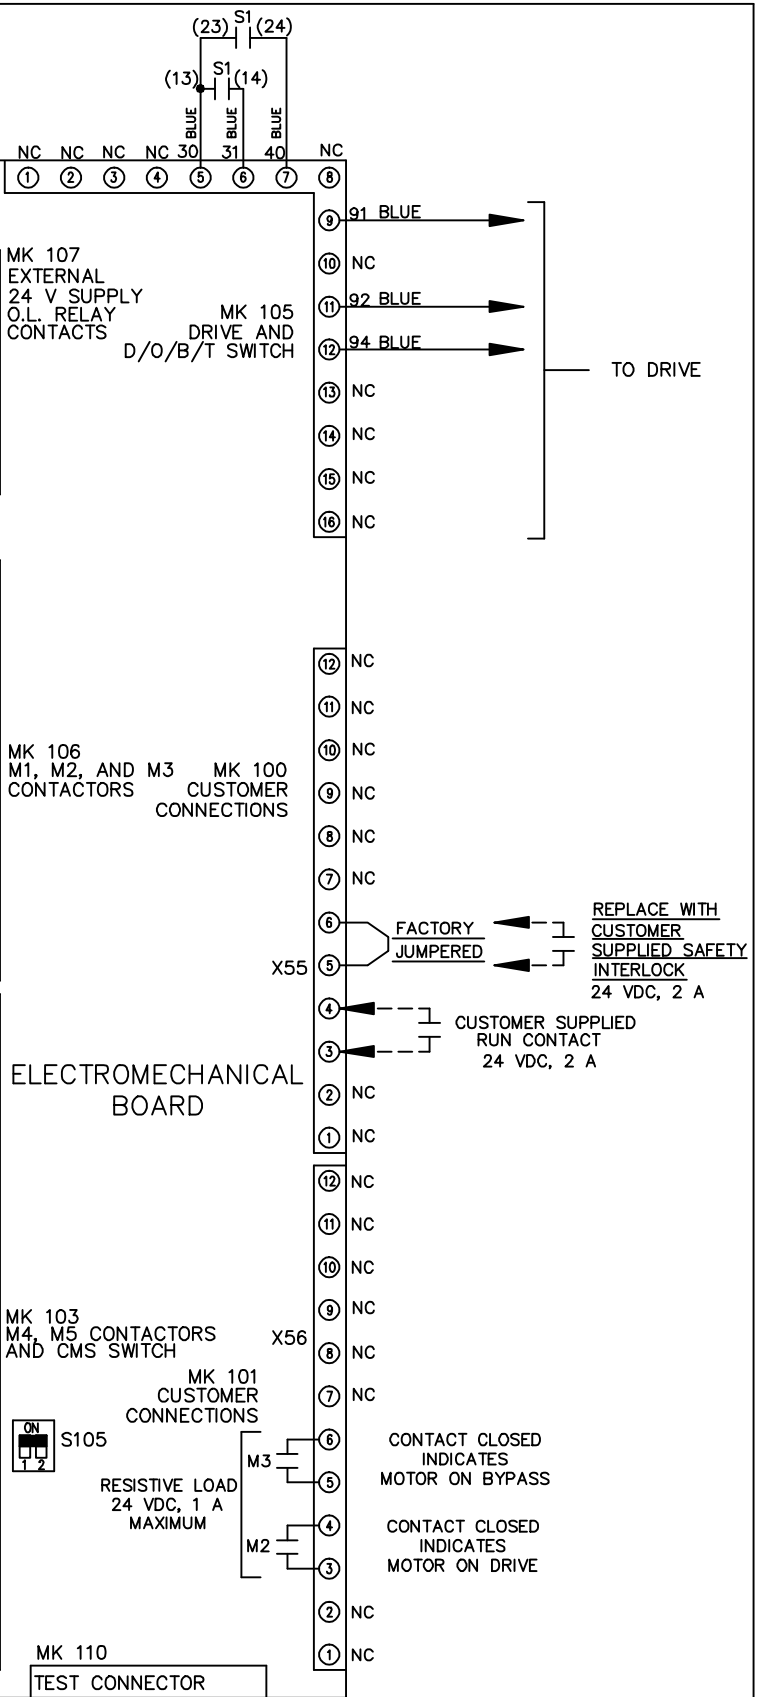 S1
(23) (24)
S1
(13) (14)
BLUE BLUE BLUE
NC NC NC NC 30 31 40 NC
1 2 3 4 5 6 7 8
9 91 BLUE
10 NC
11 92 BLUE
12 94 BLUE
13 NC
14 NC
15 NC
16 NC
MK 107
EXTERNAL
24 V SUPPLY
O.L. RELAY
CONTACTS
MK 105
DRIVE AND
D/O/B/T SWITCH
TO DRIVE
12 NC
11 NC
10 NC
9 NC
8 NC
7 NC
6
5
4
3
2 NC
1 NC
MK 106
M1, M2, AND M3
CONTACTORS
MK 100
CUSTOMER
CONNECTIONS
X55
FACTORY
JUMPERED
REPLACE WITH
CUSTOMER
SUPPLIED SAFETY
INTERLOCK
24 VDC, 2 A
CUSTOMER SUPPLIED
RUN CONTACT
24 VDC, 2 A
ELECTROMECHANICAL
BOARD
12 NC
11 NC
10 NC
9 NC
8 NC
7 NC
6
5
4
3
2 NC
1 NC
MK 103
M4, M5 CONTACTORS
AND CMS SWITCH
X56
MK 101
CUSTOMER
CONNECTIONS
ON
1 2
S105
M3
RESISTIVE LOAD
24 VDC, 1 A
MAXIMUM
M2
CONTACT CLOSED
INDICATES
MOTOR ON BYPASS
CONTACT CLOSED
INDICATES
MOTOR ON DRIVE
MK 110
TEST CONNECTOR